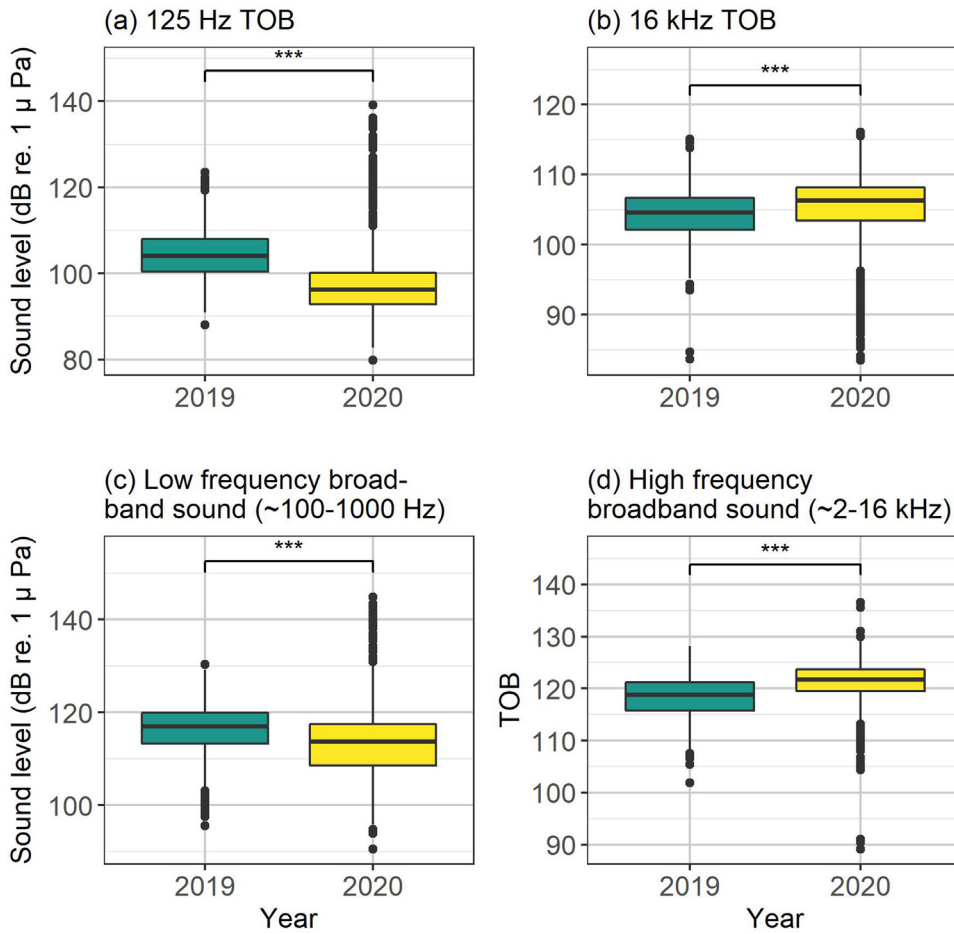 (a) 125 Hz TOB
(b) 16 kHz TOB
Sound level (dB re. 1 μ Pa)
***
140
120
100
80
2019
2020
***
120
110
100
90
2019
2020
(c) Low frequency broad-
band sound (~100-1000 Hz)
(d) High frequency
broadband sound (~2-16 kHz)
Sound level (dB re. 1 μ Pa)
***
140
120
100
2019
2020
Year
TOB
***
140
130
120
110
100
90
2019
2020
Year